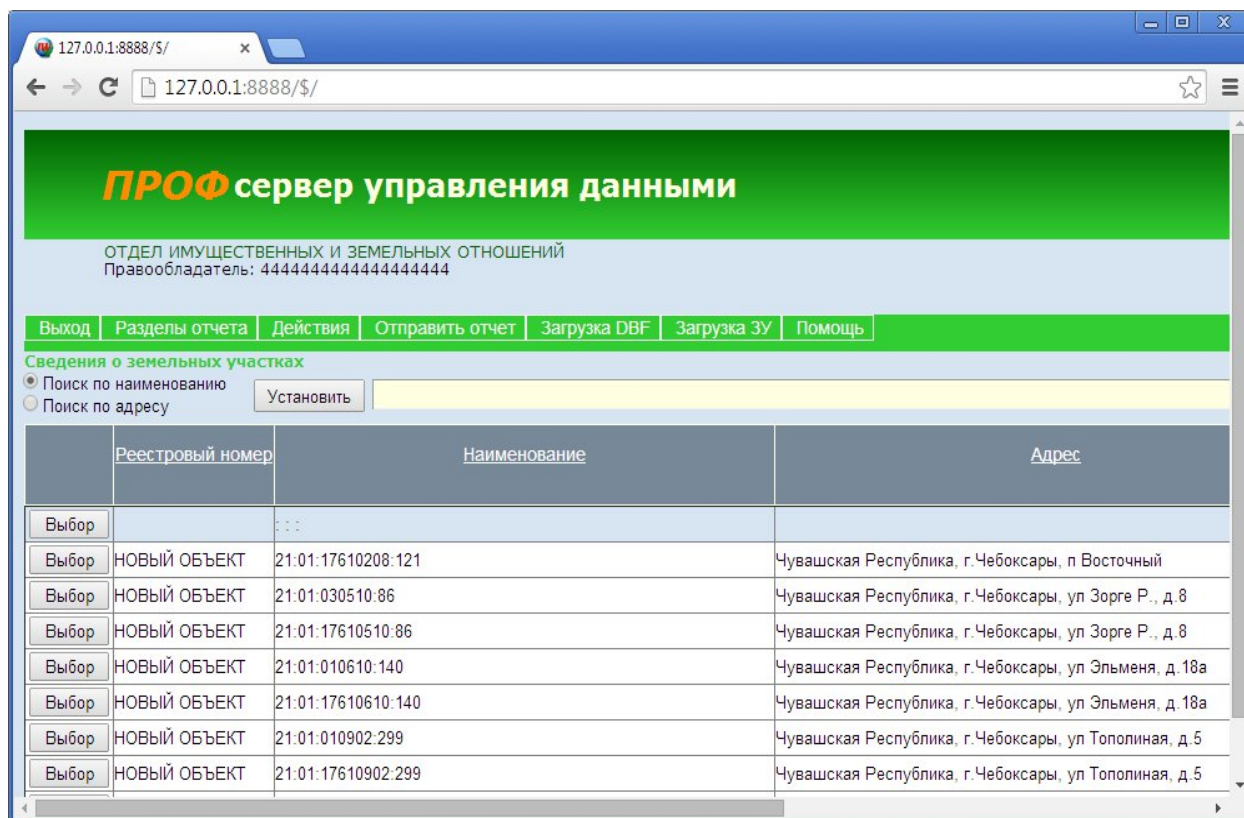 127.0.0.1:8888/$/
127.0.0.1:8888/$/
ПРОФ сервер управления данными
ОТДЕЛ ИМУЩЕСТВЕННЫХ И ЗЕМЕЛЬНЫХ ОТНОШЕНИЙ
Правообладатель: 4444444444444444444
Выход Разделы отчета Действия Отправить отчет Загрузка DBF Загрузка ЗУ Помощь
Сведения о земельных участках
Поиск по наименованию
Поиск по адресу
Установить
Реестровый номер Наименование Адрес
Выбор : : :
Выбор НОВЫЙ ОБЪЕКТ 21:01:17610208:121 Чувашская Республика, г.Чебоксары, п Восточный
Выбор НОВЫЙ ОБЪЕКТ 21:01:030510:86 Чувашская Республика, г.Чебоксары, ул Зорге Р., д.8
Выбор НОВЫЙ ОБЪЕКТ 21:01:17610510:86 Чувашская Республика, г.Чебоксары, ул Зорге Р., д.8
Выбор НОВЫЙ ОБЪЕКТ 21:01:010610:140 Чувашская Республика, г.Чебоксары, ул Эльменя, д.18а
Выбор НОВЫЙ ОБЪЕКТ 21:01:17610610:140 Чувашская Республика, г.Чебоксары, ул Эльменя, д.18а
Выбор НОВЫЙ ОБЪЕКТ 21:01:010902:299 Чувашская Республика, г.Чебоксары, ул Тополиная, д.5
Выбор НОВЫЙ ОБЪЕКТ 21:01:17610902:299 Чувашская Республика, г.Чебоксары, ул Тополиная, д.5